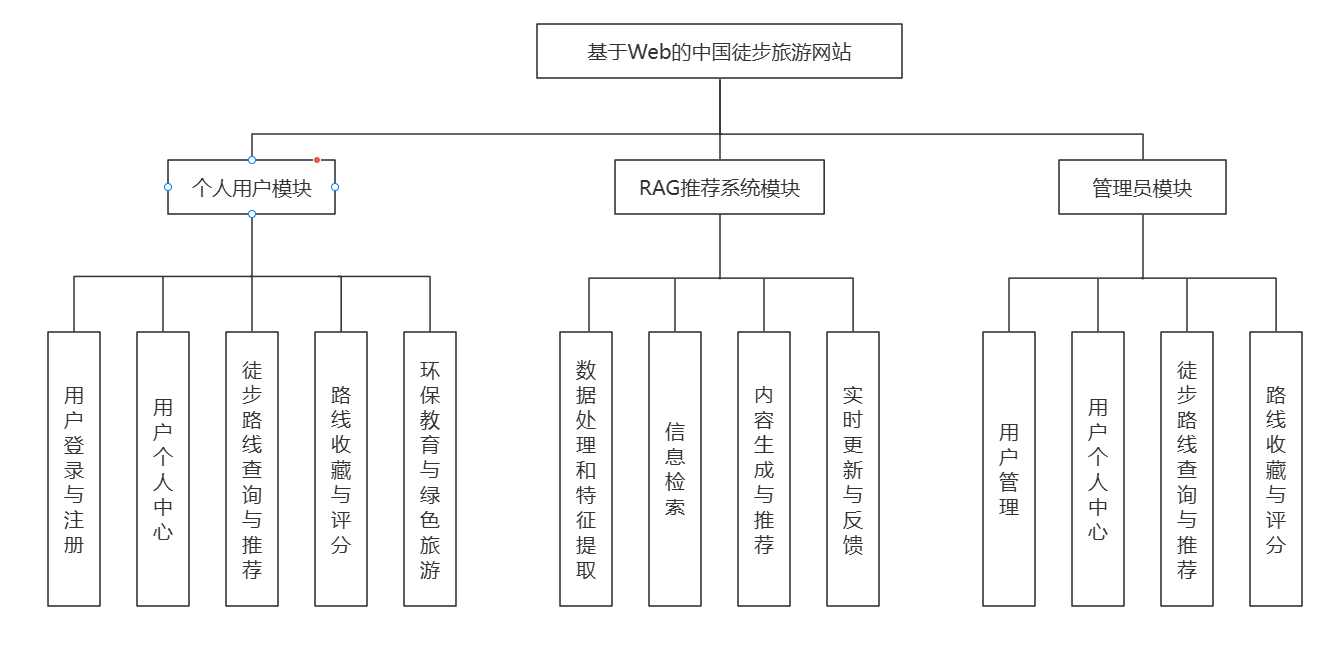 基于Web的中国徒步旅游网站
个人用户模块
RAG推荐系统模块
管理员模块
用户登录与注册
用户个人中心
徒步路线查询与推荐
路线收藏与评分
环保教育与绿色旅游
数据处理和特征提取
信息检索
内容生成与推荐
实时更新与反馈
用户管理
用户个人中心
徒步路线查询与推荐
路线收藏与评分